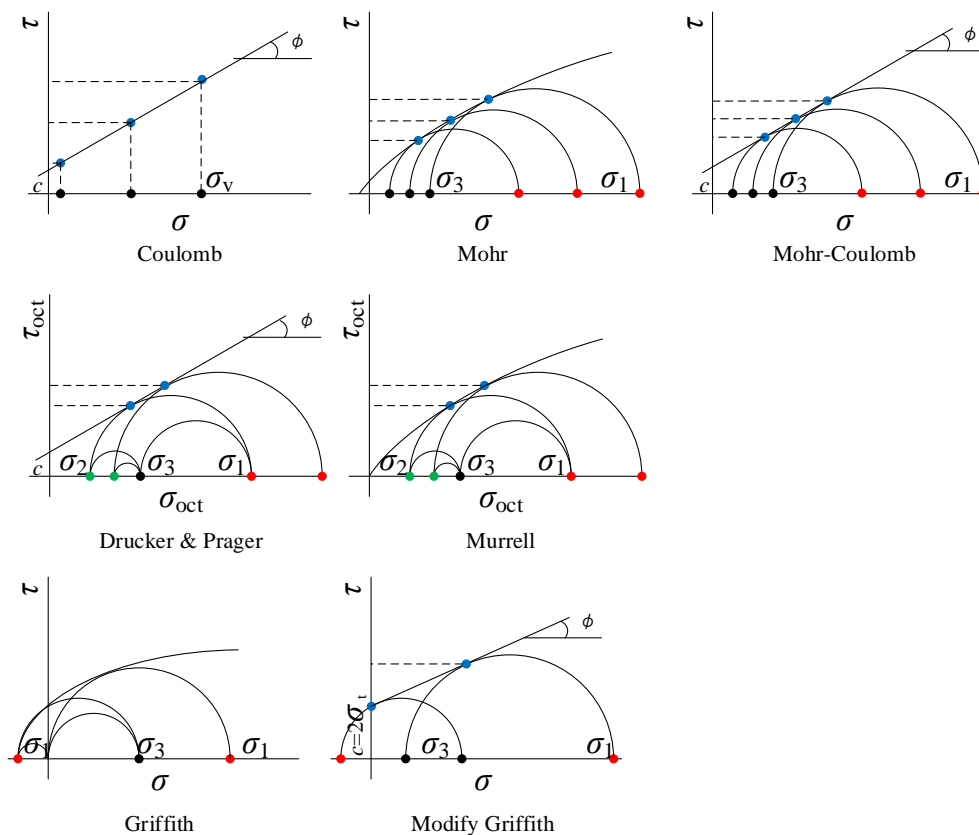 τ
φ
c
σv
σ
Coulomb
τ
σ3
σ1
σ
Mohr
τ
φ
c
σ3
σ1
σ
Mohr-Coulomb
τoct
φ
c
σ2
σ3
σ1
σoct
Drucker & Prager
τoct
σ2
σ3
σ1
σoct
Murrell
τ
σ1
σ3
σ1
σ
Griffith
τ
φ
c=2σt
σ3
σ1
σ
Modify Griffith